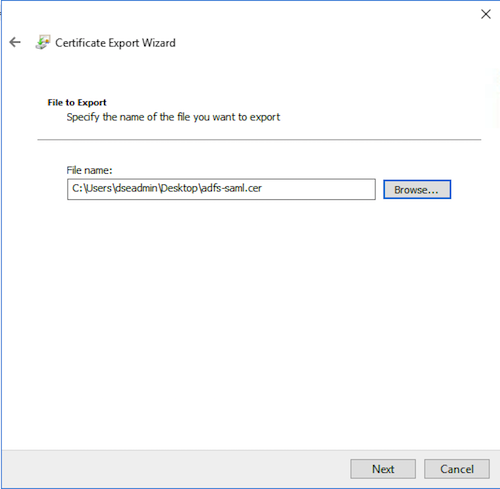 Certificate Export Wizard
File to Export
Specify the name of the file you want to export
File name:
C:\Users\dseadmin\Desktop\adfs-saml.cer
Browse...
Next
Cancel